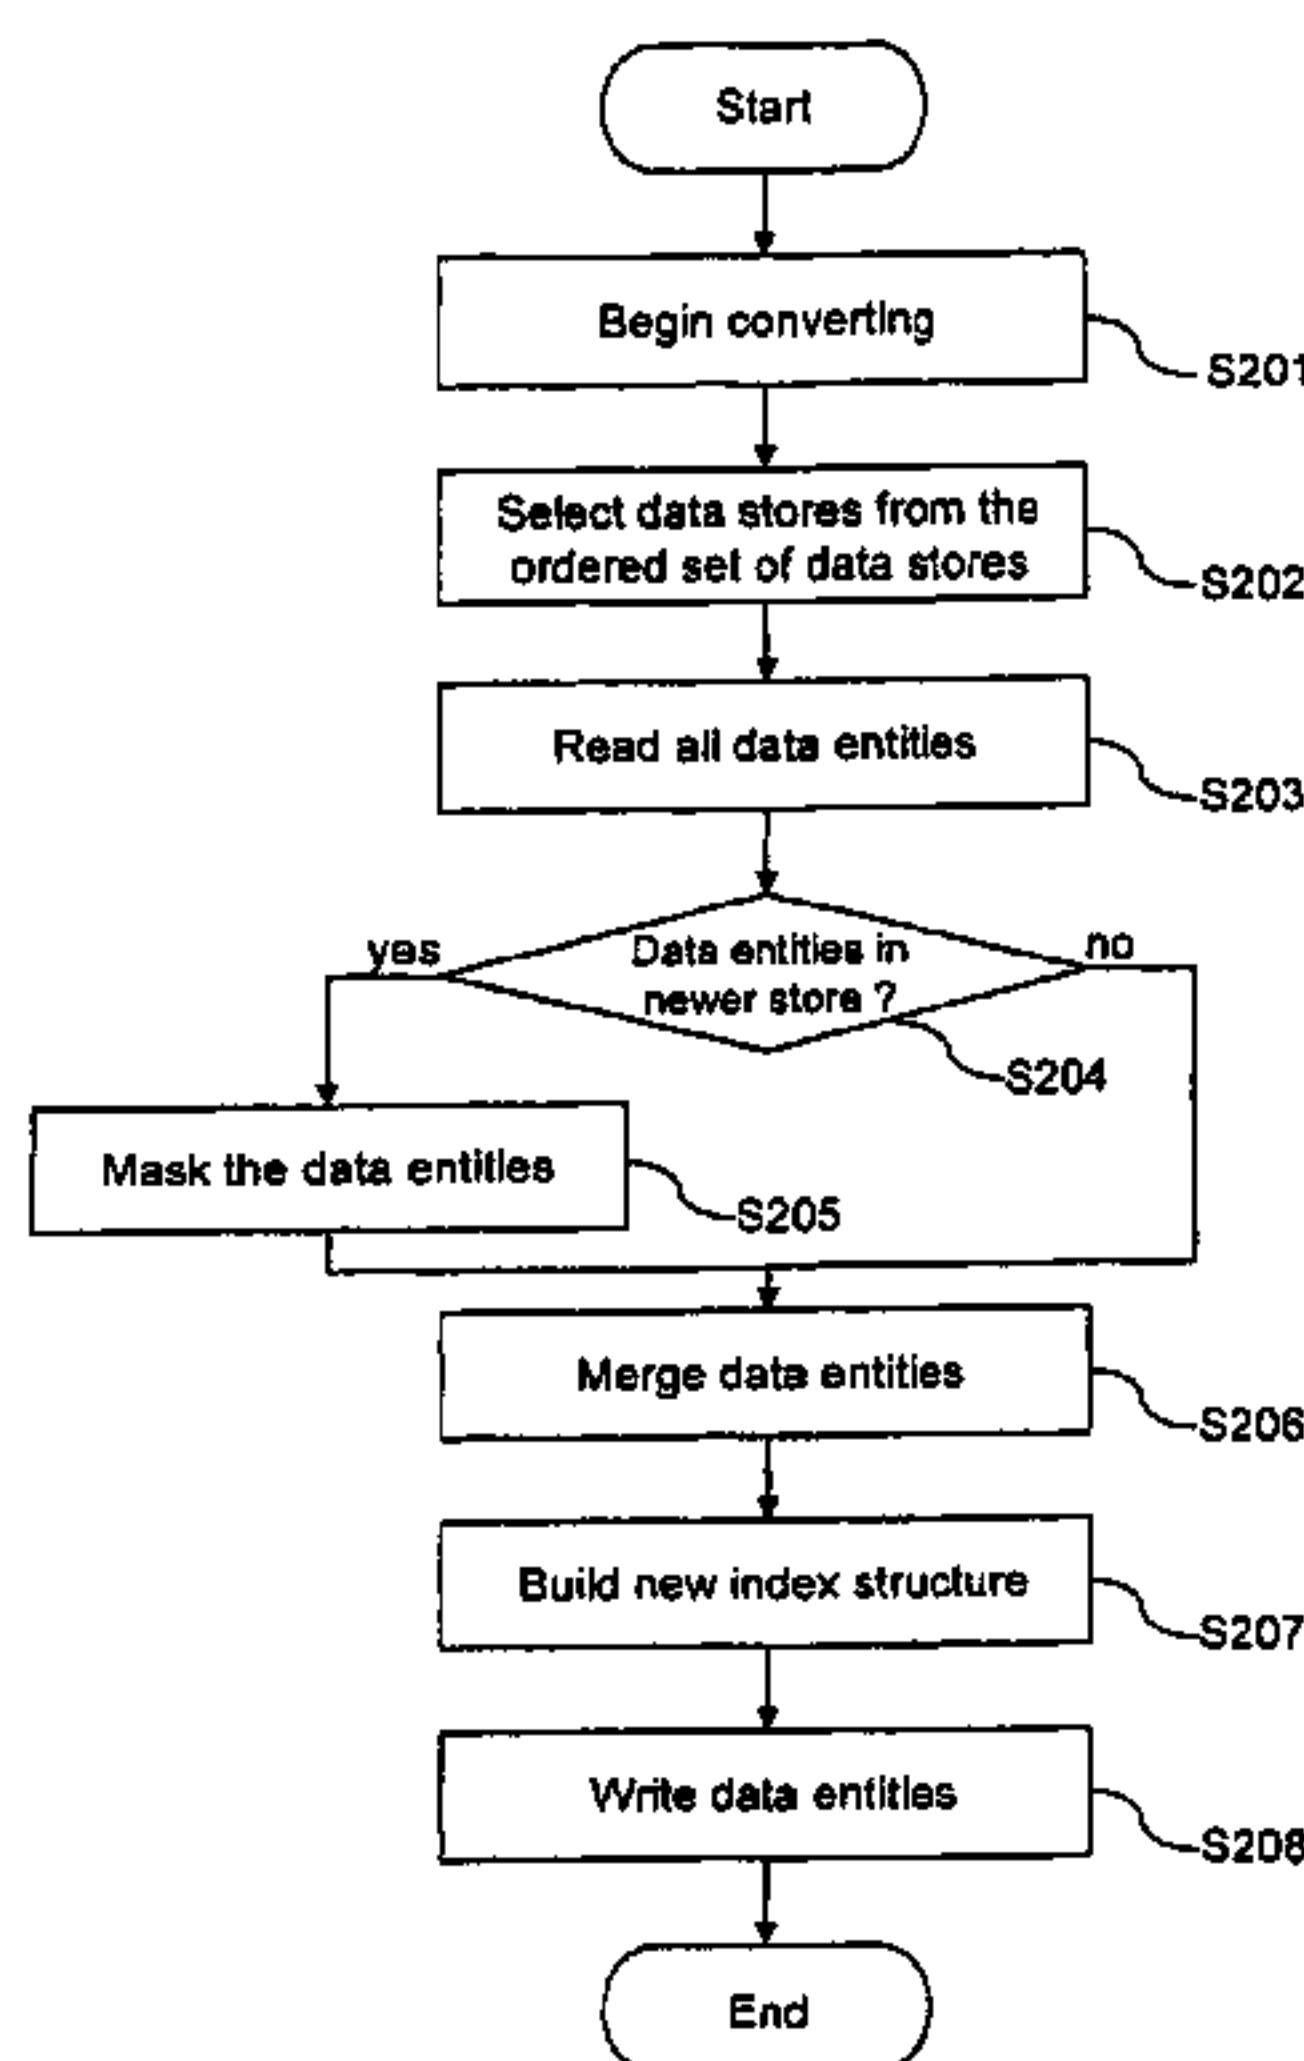 Start
Begin converting
S201
Select data stores from the
ordered set of data stores
S202
Read all data entities
S203
yes
Data entities in
newer store ?
no
S204
Mask the data entities
S205
Merge data entities
S206
Build new index structure
S207
Write data entities
S208
End